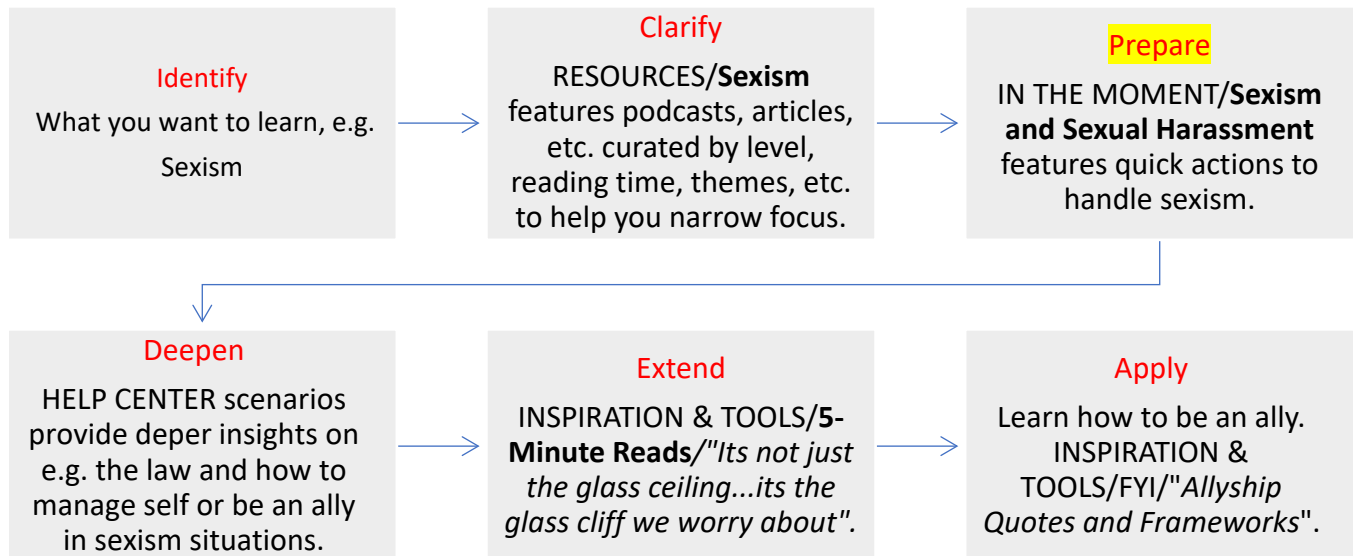 Identify
What you want to learn, e.g.
Sexism
Clarify
RESOURCES/Sexism
features podcasts, articles,
etc. curated by level,
reading time, themes, etc.
to help you narrow focus.
Prepare
IN THE MOMENT/Sexism
and Sexual Harassment
features quick actions to
handle sexism.
Deepen
HELP CENTER scenarios
provide deper insights on
e.g. the law and how to
manage self or be an ally
in sexism situations.
Extend
INSPIRATION & TOOLS/5-
Minute Reads/"Its not just
the glass ceiling...its the
glass cliff we worry about".
Apply
Learn how to be an ally.
INSPIRATION &
TOOLS/FYI/"Allyship
Quotes and Frameworks".